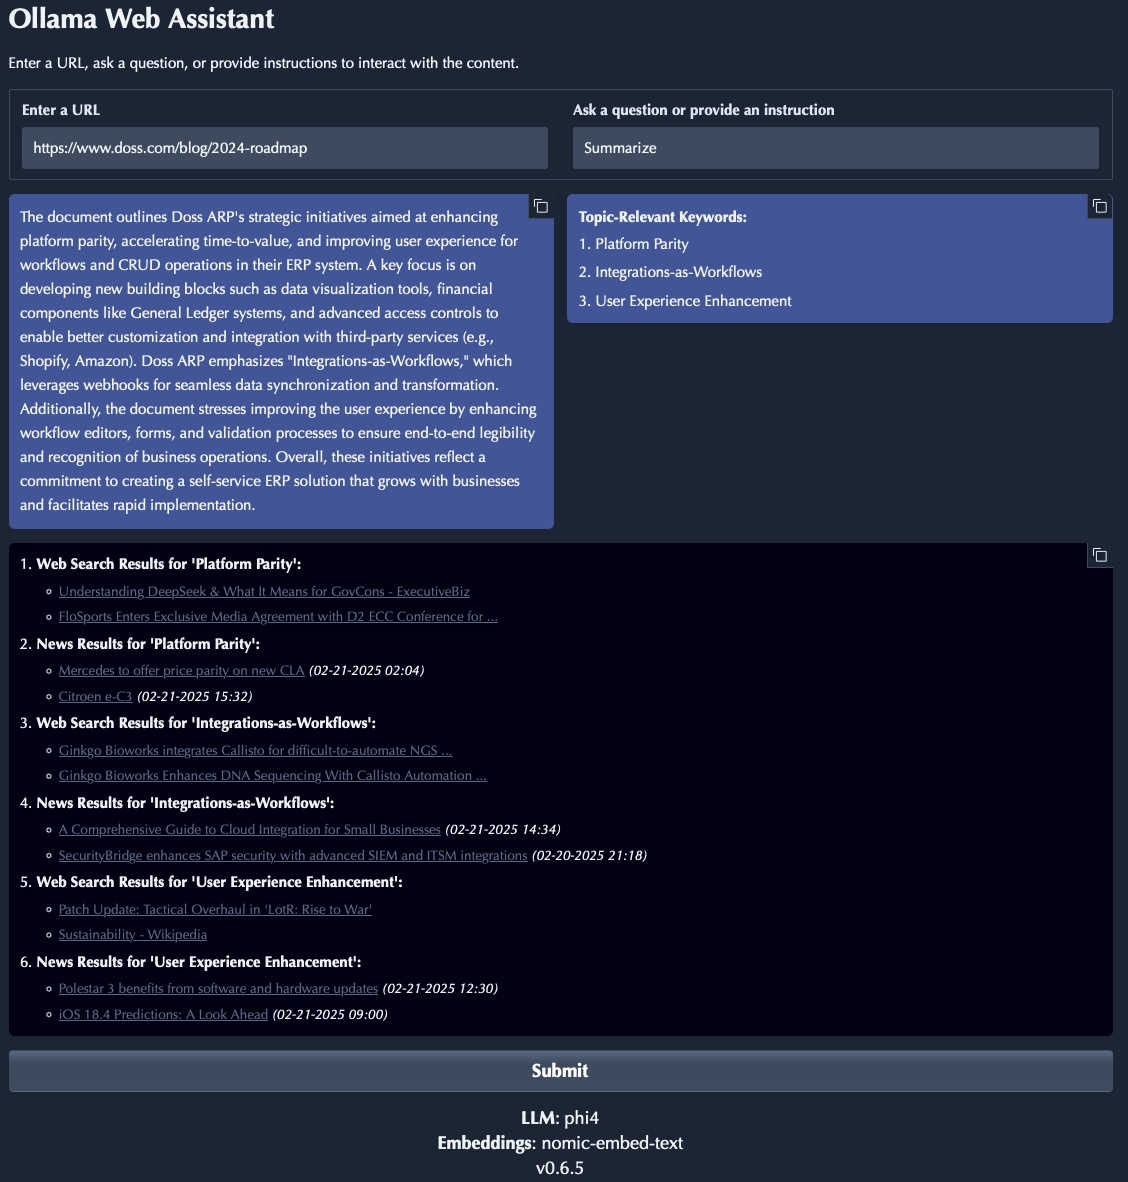 Ollama Web Assistant
Enter a URL, ask a question, or provide instructions to interact with the content.
Enter a URL
Ask a question or provide an instruction
https://www.doss.com/blog/2024-roadmap
Summarize
The document outlines Doss ARP's strategic initiatives aimed at enhancing
platform parity, accelerating time-to-value, and improving user experience for
workflows and CRUD operations in their ERP system. A key focus is on
developing new building blocks such as data visualization tools, financial
components like General Ledger systems, and advanced access controls to
enable better customization and integration with third-party services (e.g.,
Shopify, Amazon). Doss ARP emphasizes "Integrations-as-Workflows," which
leverages webhooks for seamless data synchronization and transformation.
Additionally, the document stresses improving the user experience by enhancing
workflow editors, forms, and validation processes to ensure end-to-end legibility
and recognition of business operations. Overall, these initiatives reflect a
commitment to creating a self-service ERP solution that grows with businesses
and facilitates rapid implementation.
Topic-Relevant Keywords:
1. Platform Parity
2. Integrations-as-Workflows
3. User Experience Enhancement
1. Web Search Results for 'Platform Parity':
Understanding DeepSeek & What It Means for GovCons - ExecutiveBiz
FloSports Enters Exclusive Media Agreement with D2 ECC Conference for ...
2. News Results for 'Platform Parity':
Mercedes to offer price parity on new CLA (02-21-2025 02:04)
Citroen e-C3 (02-21-2025 15:32)
3. Web Search Results for 'Integrations-as-Workflows':
Ginkgo Bioworks integrates Callisto for difficult-to-automate NGS ...
Ginkgo Bioworks Enhances DNA Sequencing With Callisto Automation ...
4. News Results for 'Integrations-as-Workflows':
A Comprehensive Guide to Cloud Integration for Small Businesses (02-21-2025 14:34)
SecurityBridge enhances SAP security with advanced SIEM and ITSM integrations (02-20-2025 21:18)
5. Web Search Results for 'User Experience Enhancement':
Patch Update: Tactical Overhaul in 'LotR: Rise to War'
Sustainability - Wikipedia
6. News Results for 'User Experience Enhancement':
Polestar 3 benefits from software and hardware updates (02-21-2025 12:30)
iOS 18.4 Predictions: A Look Ahead (02-21-2025 09:00)
Submit
LLM: phi4
Embeddings: nomic-embed-text
v0.6.5